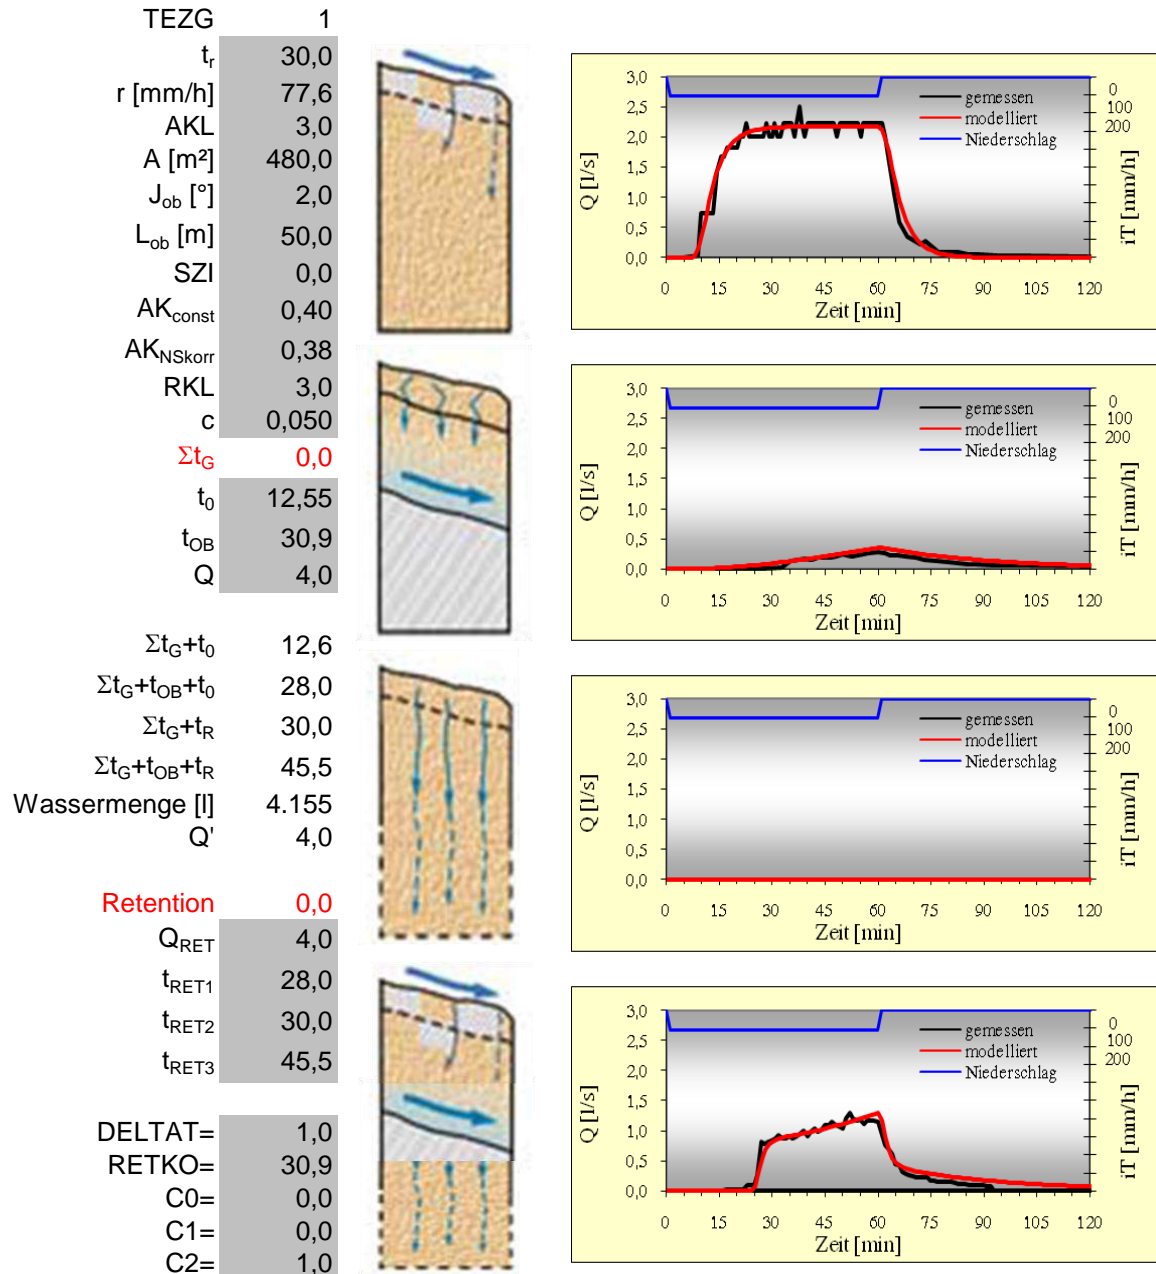 TEZG 1
tr 30,0
r [mm/h] 77,6
AKL 3,0
A [m²] 480,0
Job [°] 2,0
Lob [m] 50,0
SZI 0,0
AKconst 0,40
AKNSkorr 0,38
RKL 3,0
c 0,050
ΣtG 0,0
t0 12,55
tOB 30,9
Q 4,0
ΣtG+t0 12,6
ΣtG+tOB+t0 28,0
ΣtG+tR 30,0
ΣtG+tOB+tR 45,5
Wassermenge [l] 4.155
Q' 4,0
Retention 0,0
QRET 4,0
tRET1 28,0
tRET2 30,0
tRET3 45,5
DELTAT= 1,0
RETKO= 30,9
C0= 0,0
C1= 0,0
C2= 1,0
3,0
2,5
2,0
1,5
1,0
0,5
0,0
Q [l/s]
gemessen
modelliert
Niederschlag
0
100
200
iT [mm/h]
0 15 30 45 60 75 90 105 120
Zeit [min]
3,0
2,5
2,0
1,5
1,0
0,5
0,0
Q [l/s]
gemessen
modelliert
Niederschlag
0
100
200
iT [mm/h]
0 15 30 45 60 75 90 105 120
Zeit [min]
3,0
2,5
2,0
1,5
1,0
0,5
0,0
Q [l/s]
gemessen
modelliert
Niederschlag
0
100
200
iT [mm/h]
0 15 30 45 60 75 90 105 120
Zeit [min]
3,0
2,5
2,0
1,5
1,0
0,5
0,0
Q [l/s]
gemessen
modelliert
Niederschlag
0
100
200
iT [mm/h]
0 15 30 45 60 75 90 105 120
Zeit [min]